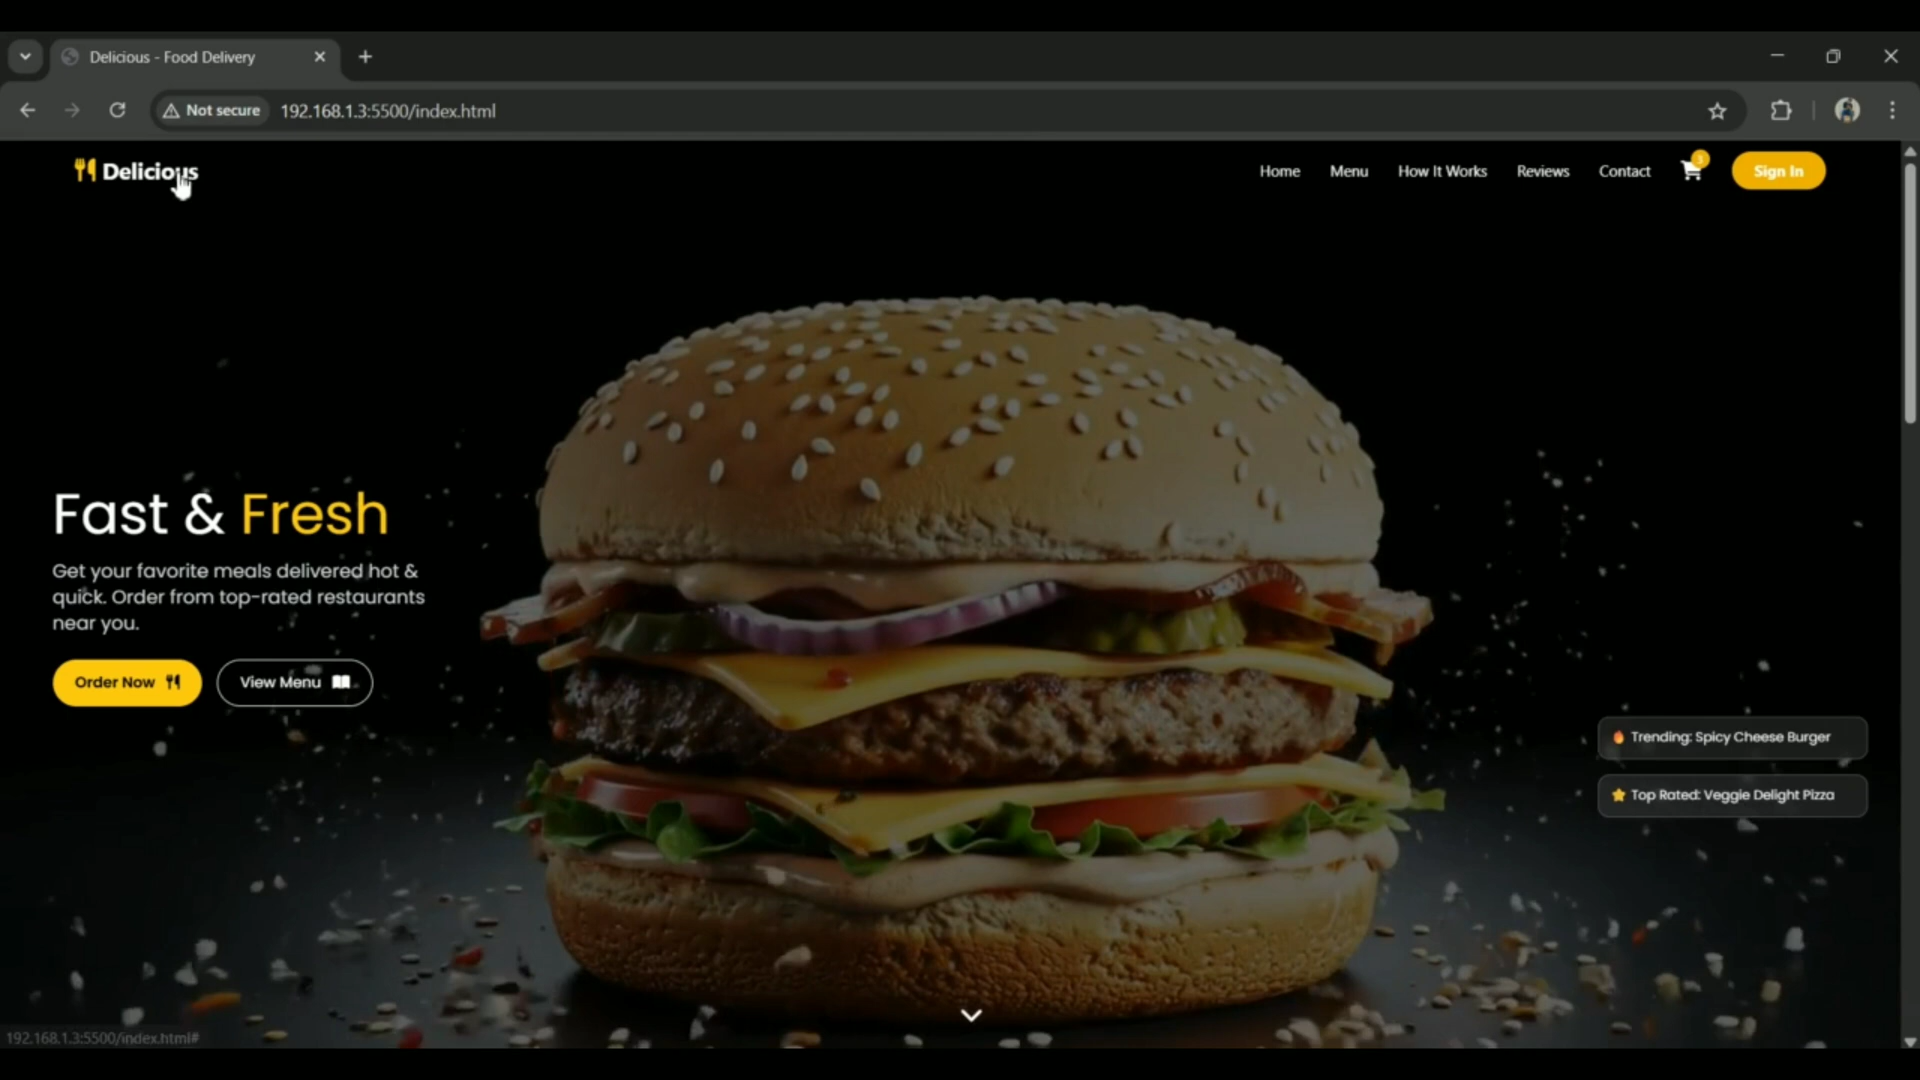 Delicious - Food Delivery
Not secure
192.168.1.3:5500/index.html
Delicious
Home
Menu
How It Works
Reviews
Contact
3
Sign In
Fast & Fresh
Get your favorite meals delivered hot &
quick. Order from top-rated restaurants
near you.
Order Now
View Menu
Trending: Spicy Cheese Burger
Top Rated: Veggie Delight Pizza
192.168.1.3:5500/index.html#